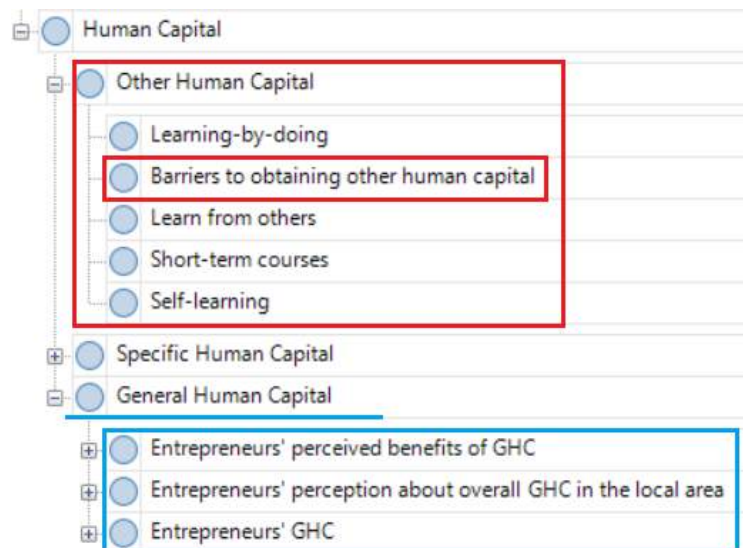 Human Capital
Other Human Capital
Learning-by-doing
Barriers to obtaining other human capital
Learn from others
Short-term courses
Self-learning
Specific Human Capital
General Human Capital
Entrepreneurs' perceived benefits of GHC
Entrepreneurs' perception about overall GHC in the local area
Entrepreneurs' GHC